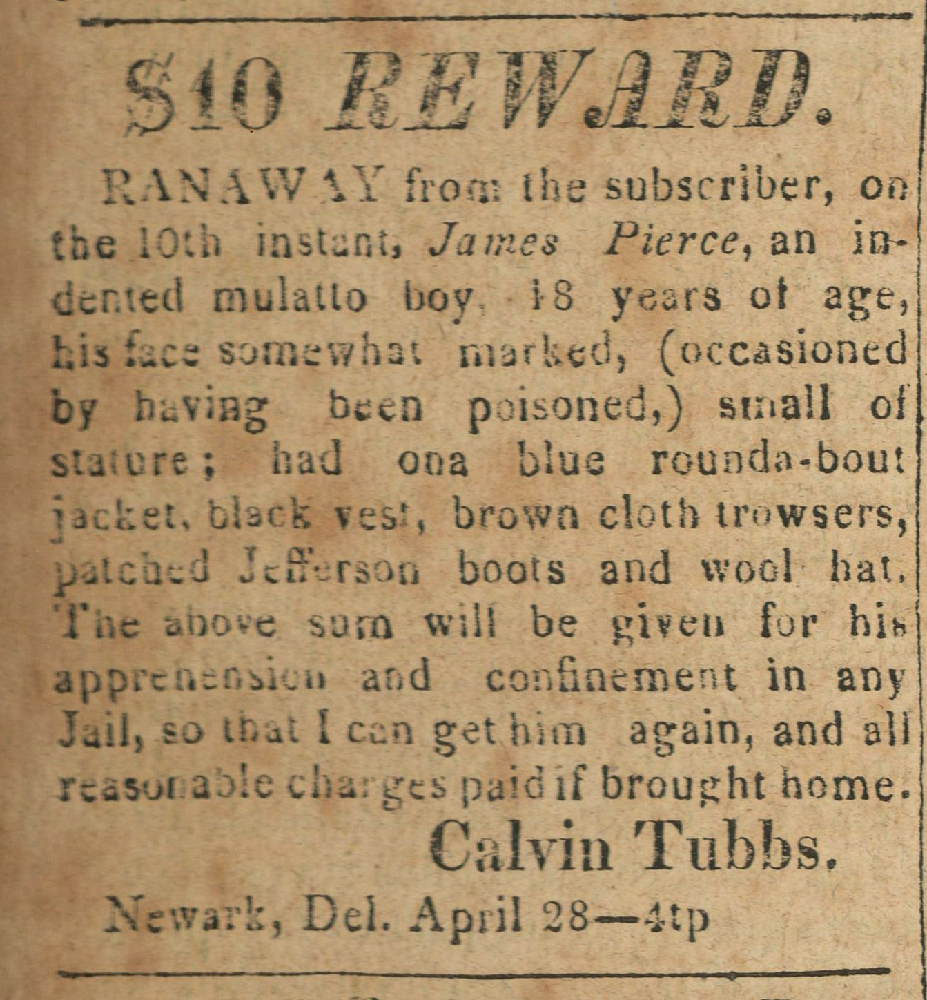 $10 REWARD.
RANAWAY from the subscriber, on
the 10th instant, James Pierce, an in-
dented mulatto boy, 18 years of age,
his face somewhat marked, (occasioned
by having been poisoned,) small of
stature; had ona blue rounda-bout
jacket, black vest, brown cloth trowsers,
patched Jefferson boots and wool hat.
The above sum will be given for his
apprehension and confinement in any
Jail, so that I can get him again, and all
reasonable charges paid if brought home.
Calvin Tubbs.
Newark, Del. April 28—4tp